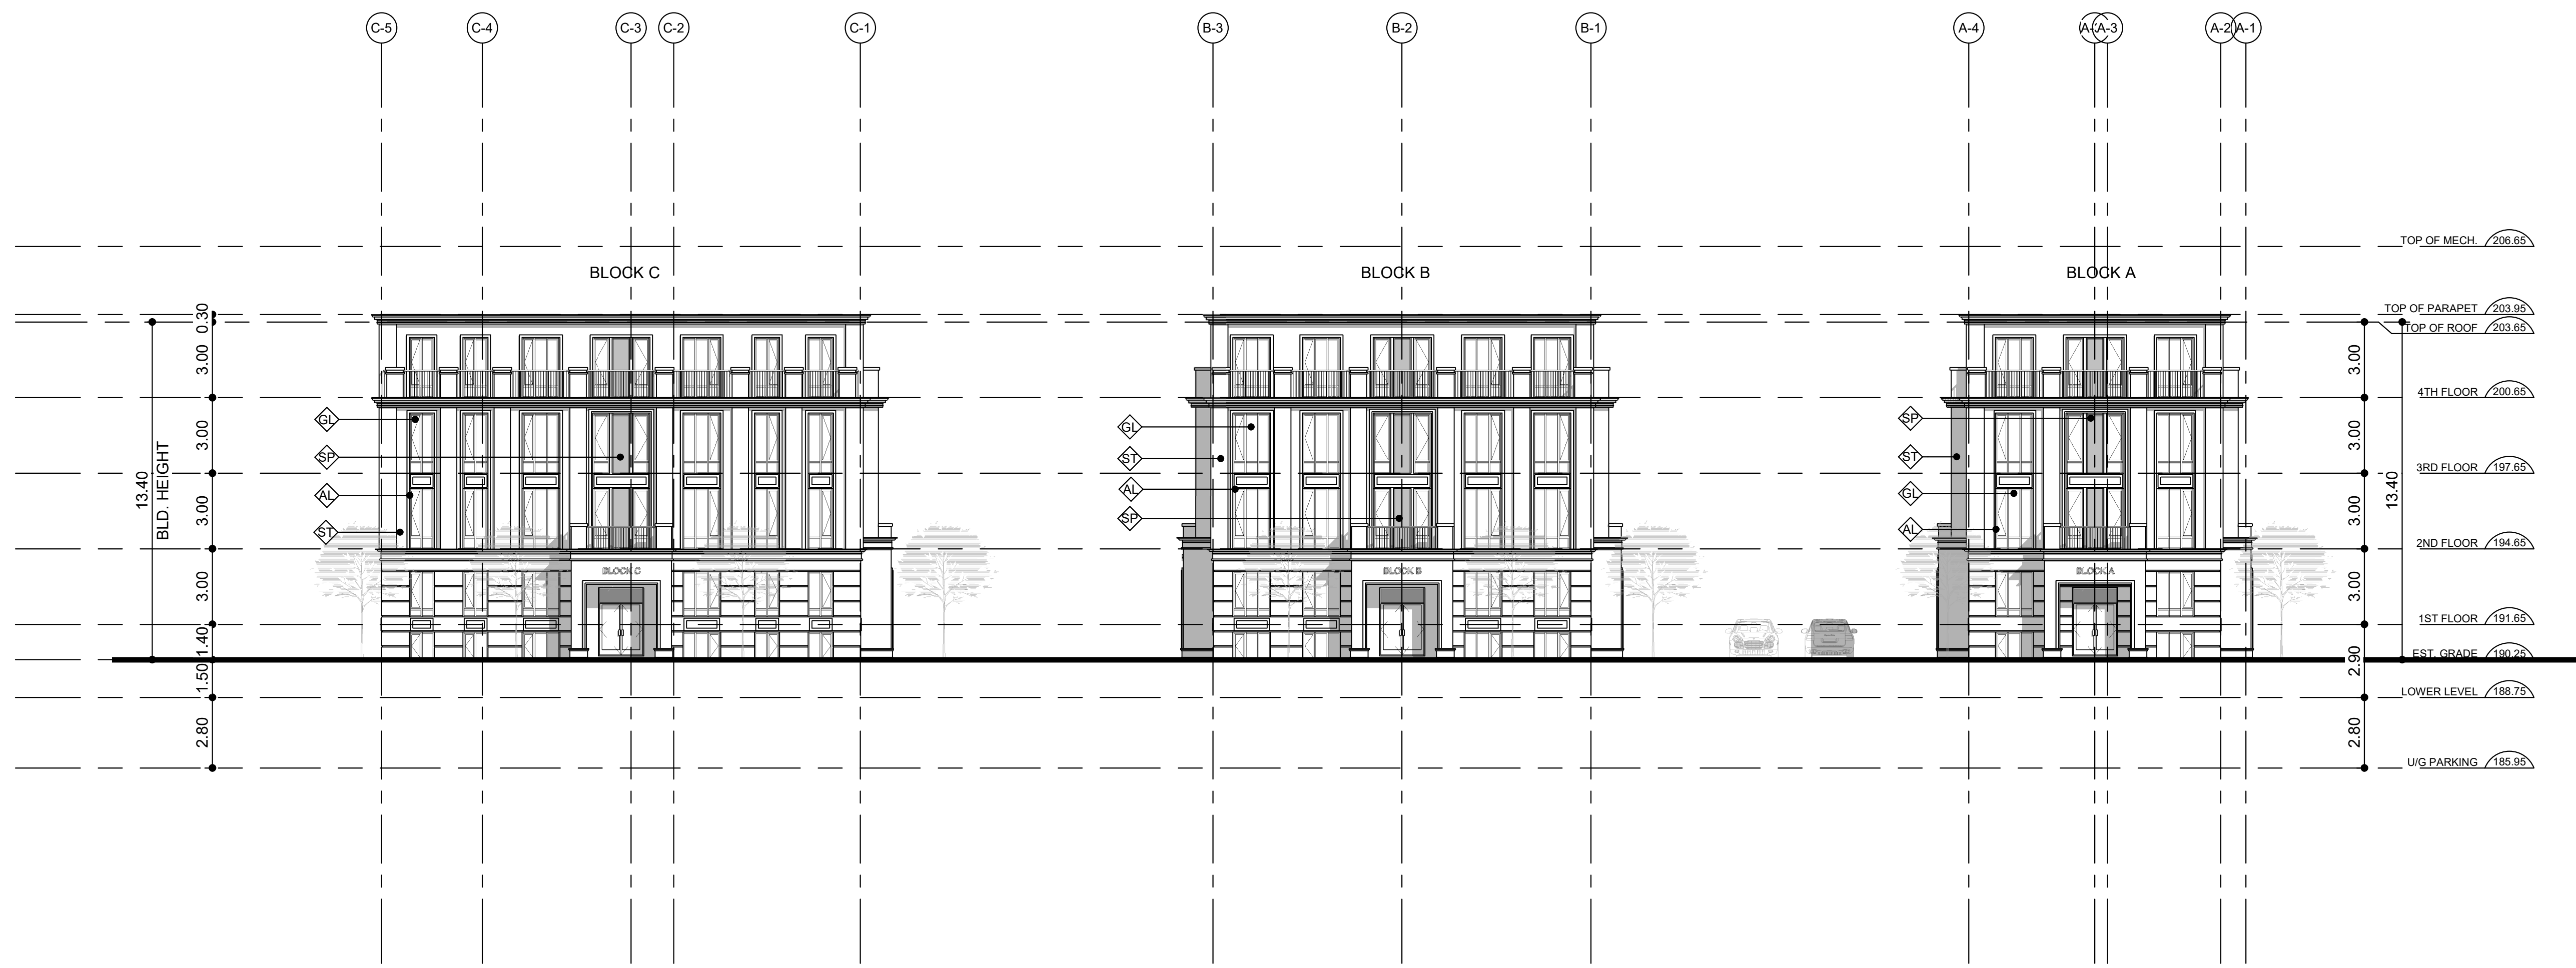 C-5 C-4 C-3 C-2 C-1 B-3 B-2 B-1 A-4 A-3 A-2 A-1
TOP OF MECH. 206.65
BLOCK C BLOCK B BLOCK A
TOP OF PARAPET 203.95
TOP OF ROOF 203.65
0.30
3.00
3.00
3.00
3.00
1.40
1.50
2.80
13.40
BLD. HEIGHT
GL
SP
AL
ST
BLOCK C
GL
ST
AL
SP
BLOCK B
SP
ST
GL
AL
BLOCK A
3.00
3.00
3.00
3.00
2.90
2.80
13.40
4TH FLOOR 200.65
3RD FLOOR 197.65
2ND FLOOR 194.65
1ST FLOOR 191.65
EST. GRADE 190.25
LOWER LEVEL 188.75
U/G PARKING 185.95